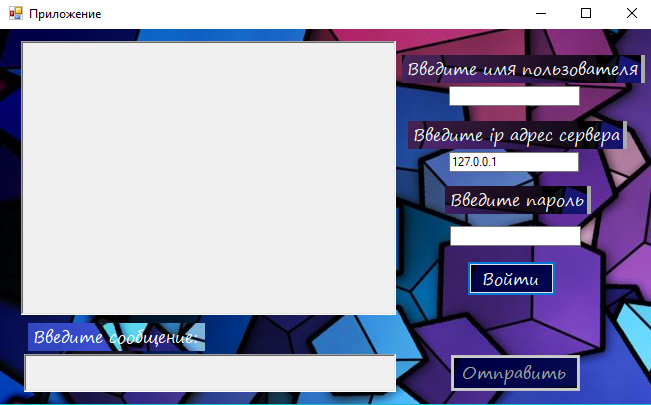 Приложение
Введите имя пользователя
Введите ip адрес сервера
127.0.0.1
Введите пароль
Войти
Введите сообщение:
Отправить